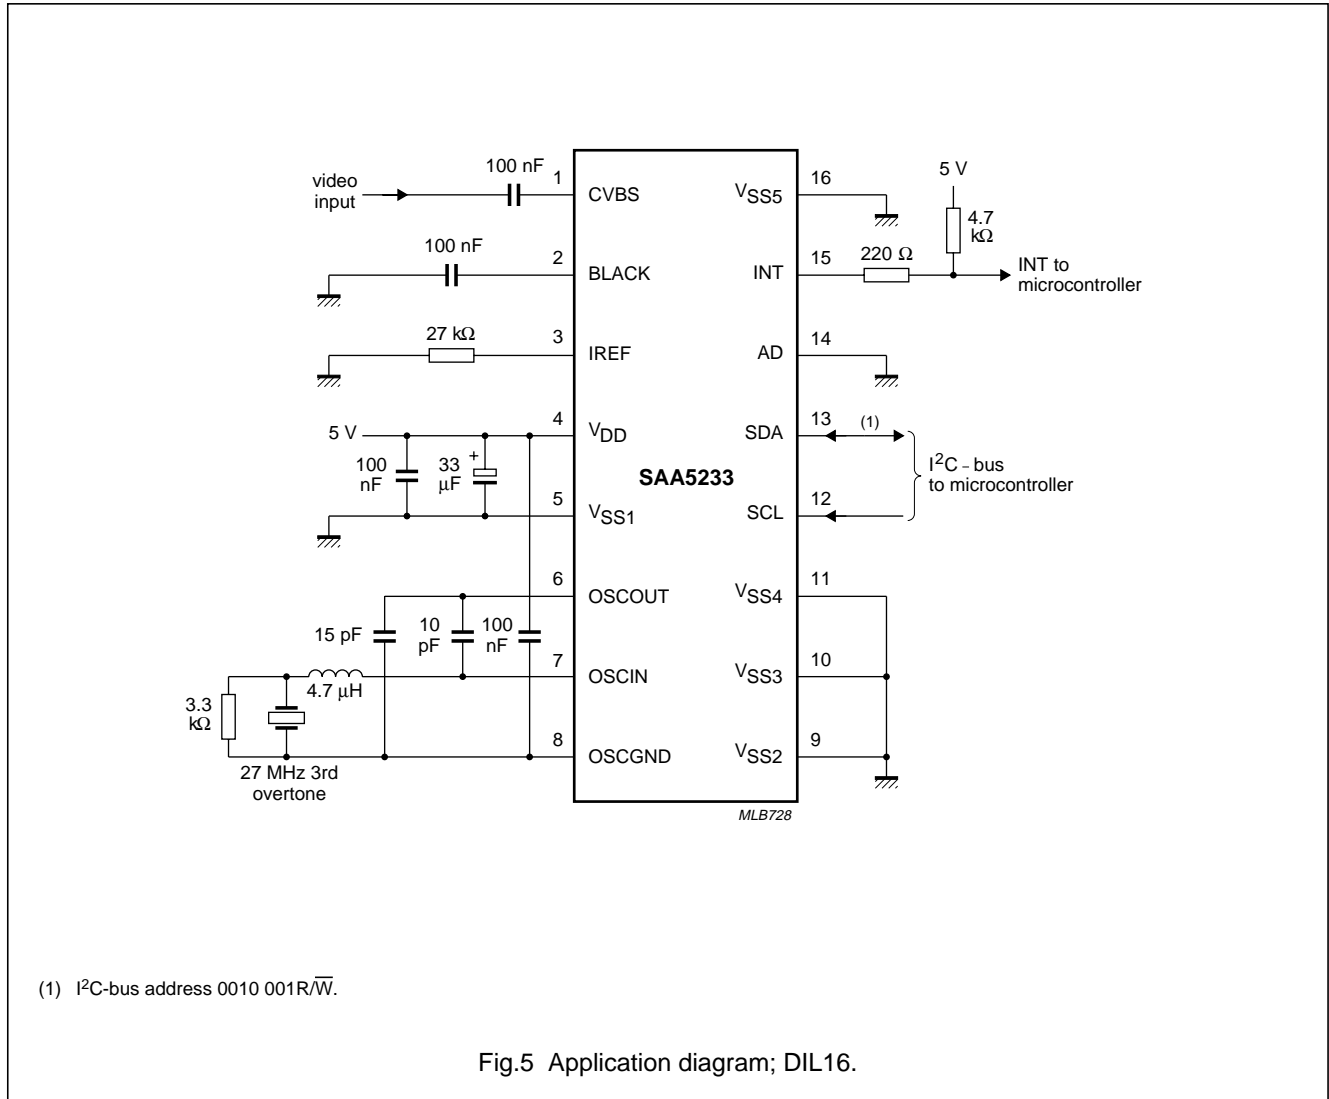 video
input
100 nF
1
CVBS
100 nF
2
BLACK
27 kΩ
3
IREF
5 V
4
VDD
100
nF
33
µF
+
5
VSS1
SAA5233
6
OSCOUT
15 pF
10
pF
100
nF
7
OSCIN
4.7 µH
3.3
kΩ
27 MHz 3rd
overtone
8
OSCGND
16
VSS5
5 V
4.7
kΩ
15
INT
220 Ω
INT to
microcontroller
14
AD
13
SDA
(1)
I²C – bus
to microcontroller
12
SCL
11
VSS4
10
VSS3
9
VSS2
MLB728
(1) I²C-bus address 0010 001R/W̅.
Fig.5 Application diagram; DIL16.